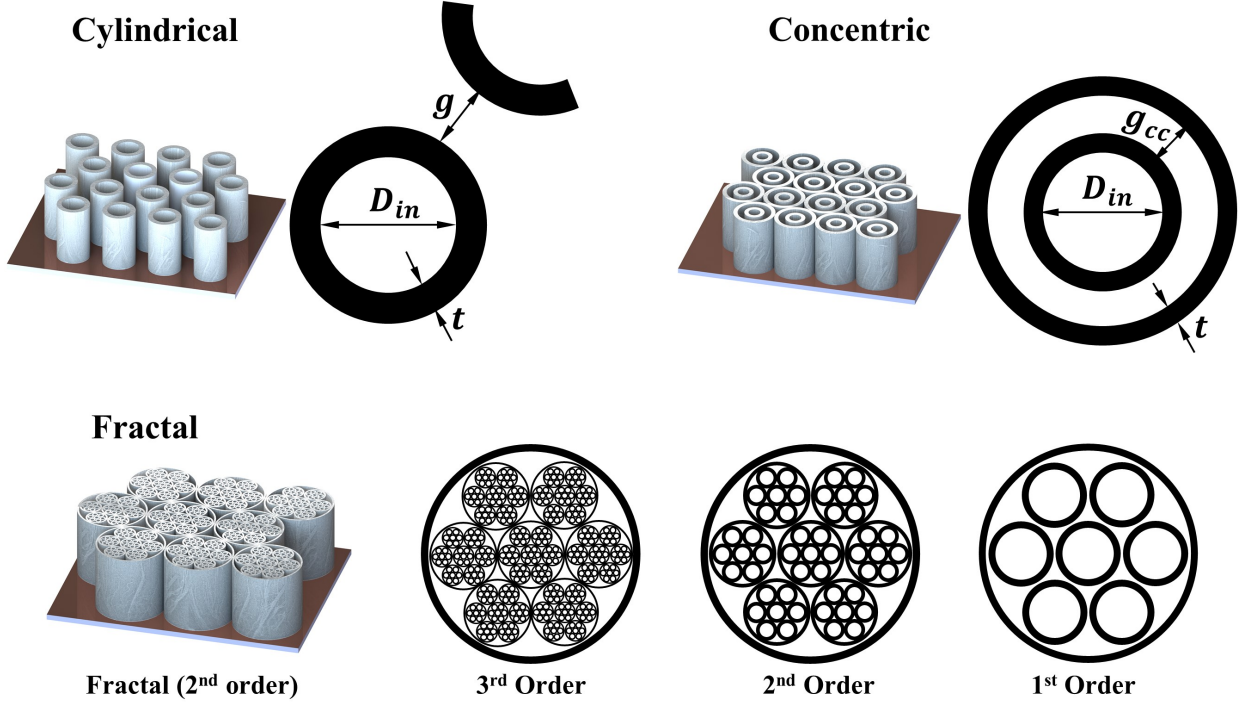 Cylindrical
Concentric
g
D_in
t
g_cc
D_in
t
Fractal
Fractal (2nd order)
3rd Order
2nd Order
1st Order